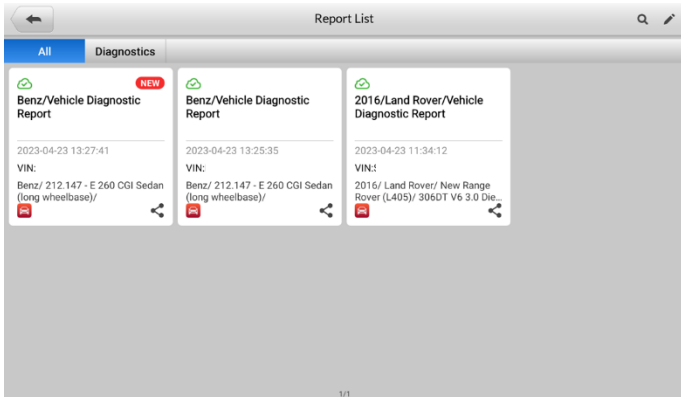 Report List
All
Diagnostics
NEW
Benz/Vehicle Diagnostic
Report
2023-04-23 13:27:41
VIN:
Benz/ 212.147 - E 260 CGI Sedan
(long wheelbase)/
Benz/Vehicle Diagnostic
Report
2023-04-23 13:25:35
VIN:
Benz/ 212.147 - E 260 CGI Sedan
(long wheelbase)/
2016/Land Rover/Vehicle
Diagnostic Report
2023-04-23 11:34:12
VIN:
2016/ Land Rover/ New Range
Rover (L405)/ 306DT V6 3.0 Die...
1/1